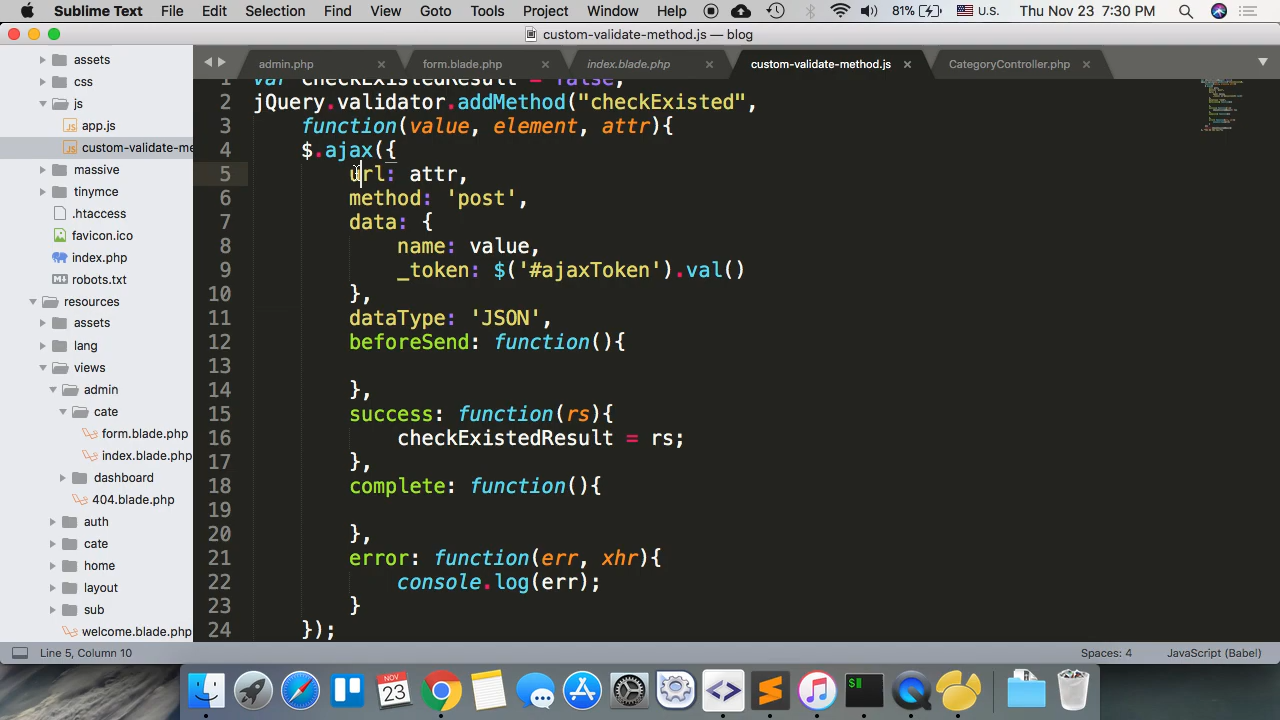 Sublime Text File Edit Selection Find View Goto Tools Project Window Help 81% U.S. Thu Nov 23 7:30 PM
custom-validate-method.js — blog
admin.php form.blade.php index.blade.php custom-validate-method.js CategoryController.php
assets
css
js
app.js
custom-validate-me
massive
tinymce
.htaccess
favicon.ico
index.php
robots.txt
resources
assets
lang
views
admin
cate
form.blade.php
index.blade.php
dashboard
404.blade.php
auth
cate
home
layout
sub
welcome.blade.php
1 var checkExistedResult = false;
2 jQuery.validator.addMethod("checkExisted",
3 function(value, element, attr){
4 $.ajax({
5 url: attr,
6 method: 'post',
7 data: {
8 name: value,
9 _token: $('#ajaxToken').val()
10 },
11 dataType: 'JSON',
12 beforeSend: function(){
13
14 },
15 success: function(rs){
16 checkExistedResult = rs;
17 },
18 complete: function(){
19
20 },
21 error: function(err, xhr){
22 console.log(err);
23 }
24 });
Line 5, Column 10 Spaces: 4 JavaScript (Babel)
NOV
23